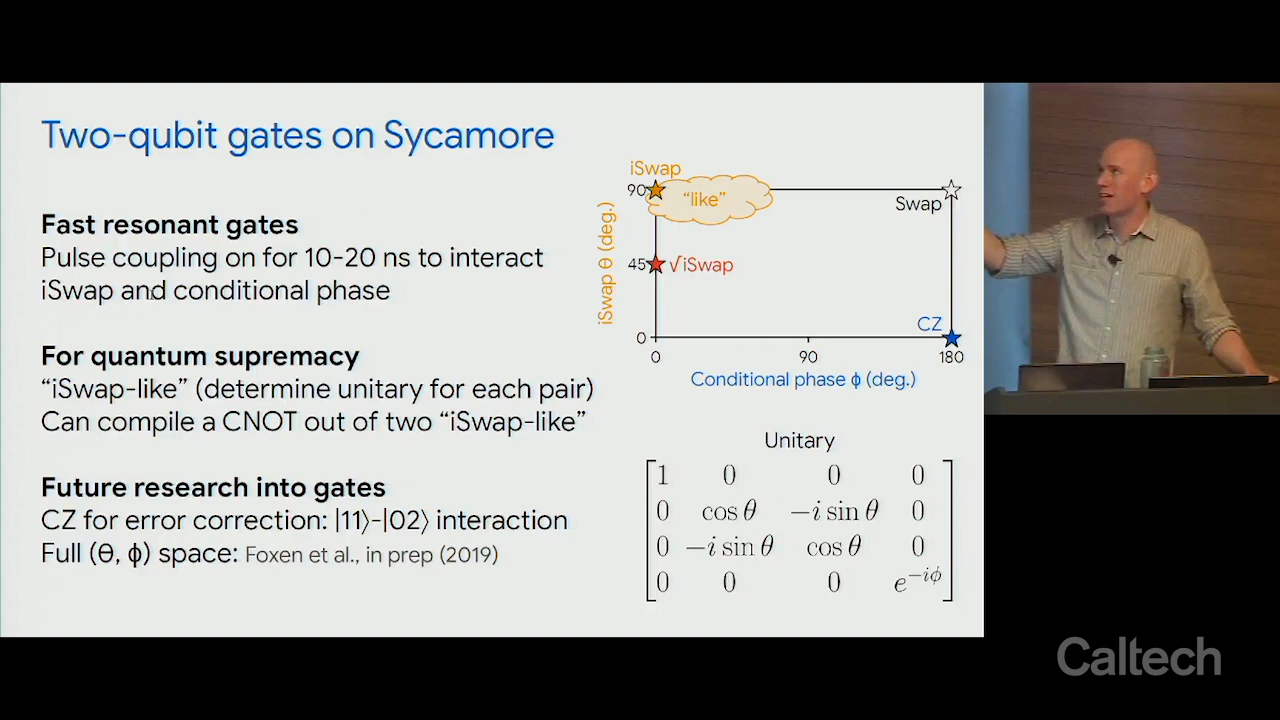 Two-qubit gates on Sycamore
Fast resonant gates
Pulse coupling on for 10-20 ns to interact
iSwap and conditional phase
For quantum supremacy
“iSwap-like” (determine unitary for each pair)
Can compile a CNOT out of two “iSwap-like”
Future research into gates
CZ for error correction: |11⟩-|02⟩ interaction
Full (Θ, ϕ) space: Foxen et al., in prep (2019)
iSwap
90
“like”
Swap
iSwap Θ (deg.)
45
√iSwap
CZ
0
0 90 180
Conditional phase ϕ (deg.)
Unitary
1 0 0 0
0 cos θ −i sin θ 0
0 −i sin θ cos θ 0
0 0 0 e^{−iϕ}
Caltech